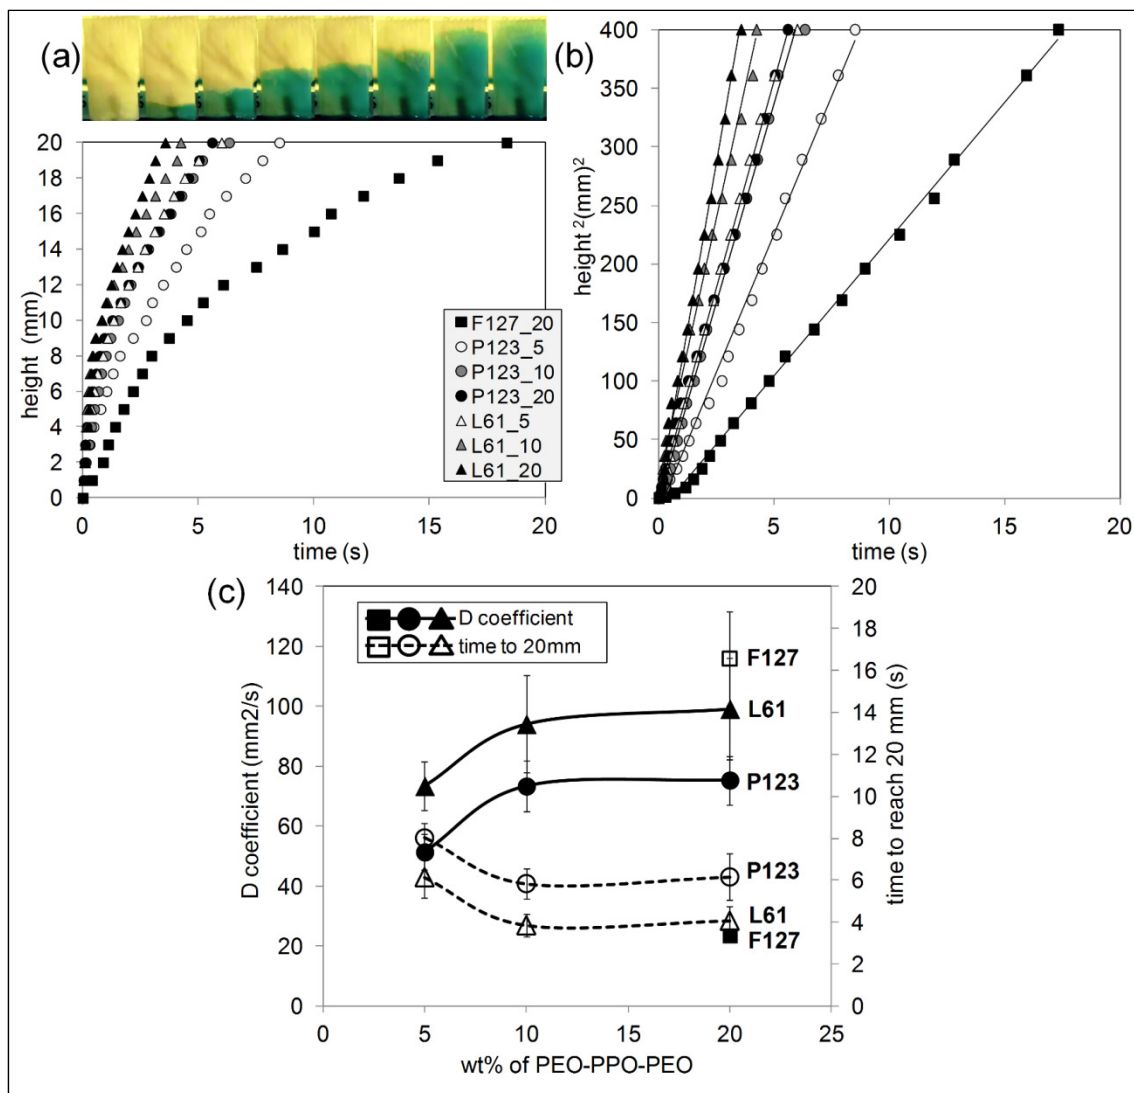 (a)
20
18
16
14
12
10
8
6
4
2
0
height (mm)
0 5 10 15 20
time (s)
F127_20
P123_5
P123_10
P123_20
L61_5
L61_10
L61_20
(b)
400
350
300
250
200
150
100
50
0
height ²(mm)²
0 5 10 15 20
time (s)
(c)
140
120
100
80
60
40
20
0
D coefficient (mm2/s)
D coefficient
time to 20mm
F127
L61
P123
P123
L61
F127
20
18
16
14
12
10
8
6
4
2
0
time to reach 20 mm (s)
0 5 10 15 20 25
wt% of PEO-PPO-PEO